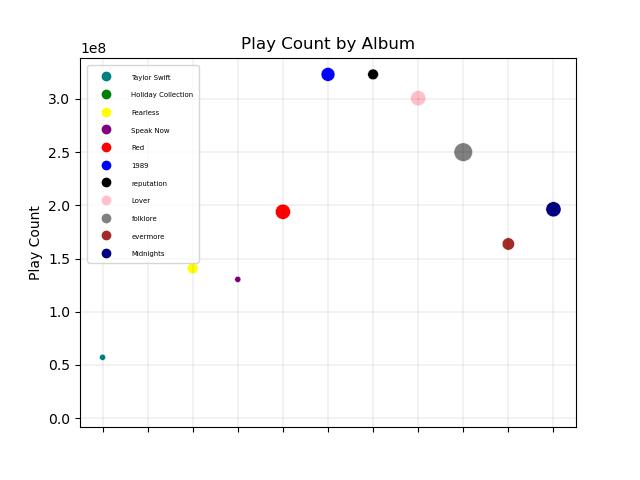 Play Count by Album
1e8
Taylor Swift
Holiday Collection
Fearless
Speak Now
Red
1989
reputation
Lover
folklore
evermore
Midnights
3.0
2.5
2.0
1.5
1.0
0.5
0.0
Play Count